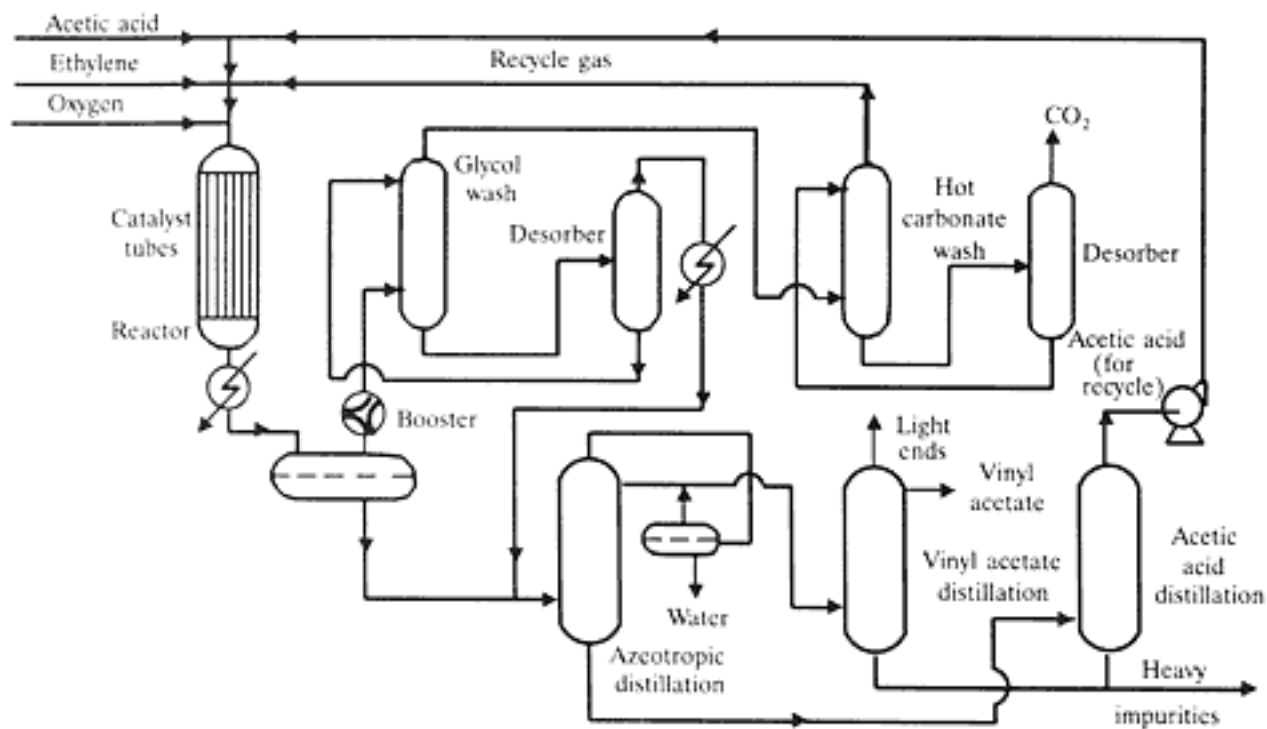 Acetic acid
Ethylene
Recycle gas
Oxygen
CO₂
Glycol
wash
Hot
carbonate
wash
Catalyst
tubes
Desorber
Desorber
Reactor
Acetic acid
(for
recycle)
Booster
Light
ends
Vinyl
acetate
Vinyl acetate
distillation
Acetic
acid
distillation
Water
Azeotropic
distillation
Heavy
impurities